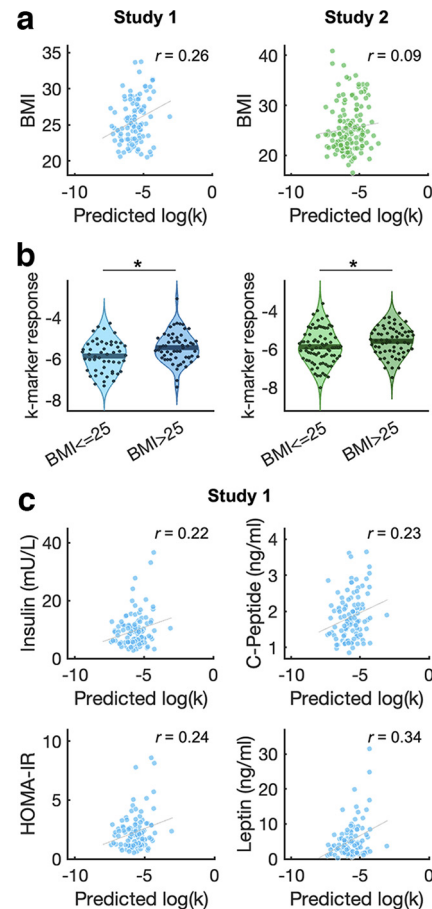 a
Study 1
Study 2
r = 0.26
r = 0.09
BMI
35
30
25
20
-10
-5
0
Predicted log(k)
BMI
40
30
20
-10
-5
0
Predicted log(k)
b
*
*
k-marker response
-4
-6
-8
BMI<=25
BMI>25
k-marker response
-4
-6
-8
BMI<=25
BMI>25
c
Study 1
r = 0.22
r = 0.23
Insulin (mU/L)
40
20
0
-10
-5
0
Predicted log(k)
C-Peptide (ng/ml)
4
3
2
1
-10
-5
0
Predicted log(k)
r = 0.24
r = 0.34
HOMA-IR
10
5
0
-10
-5
0
Predicted log(k)
Leptin (ng/ml)
30
20
10
0
-10
-5
0
Predicted log(k)